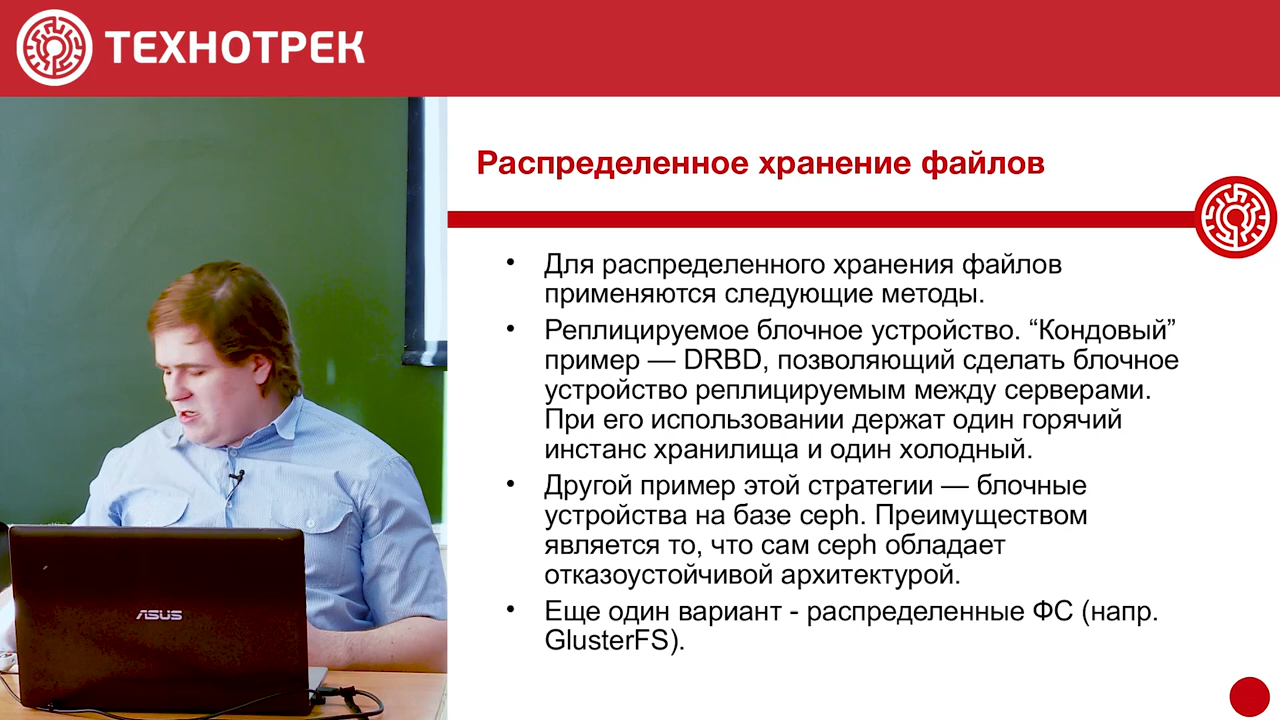 ТЕХНОТРЕК
Распределенное хранение файлов
• Для распределенного хранения файлов
применяются следующие методы.
• Реплицируемое блочное устройство. “Кондовый”
пример — DRBD, позволяющий сделать блочное
устройство реплицируемым между серверами.
При его использовании держат один горячий
инстанс хранилища и один холодный.
• Другой пример этой стратегии — блочные
устройства на базе ceph. Преимуществом
является то, что сам ceph обладает
отказоустойчивой архитектурой.
• Еще один вариант - распределенные ФС (напр.
GlusterFS).
ASUS